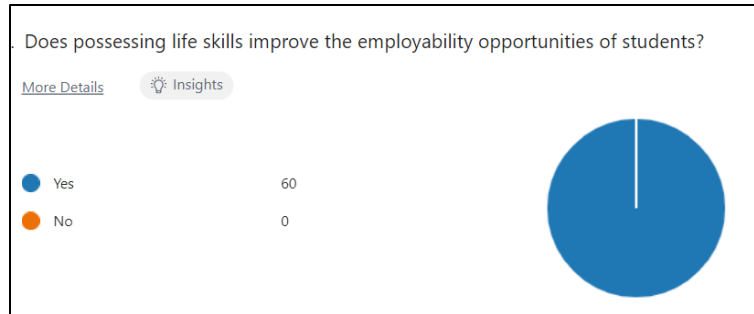 . Does possessing life skills improve the employability opportunities of students?
More Details
Insights
Yes 60
No 0